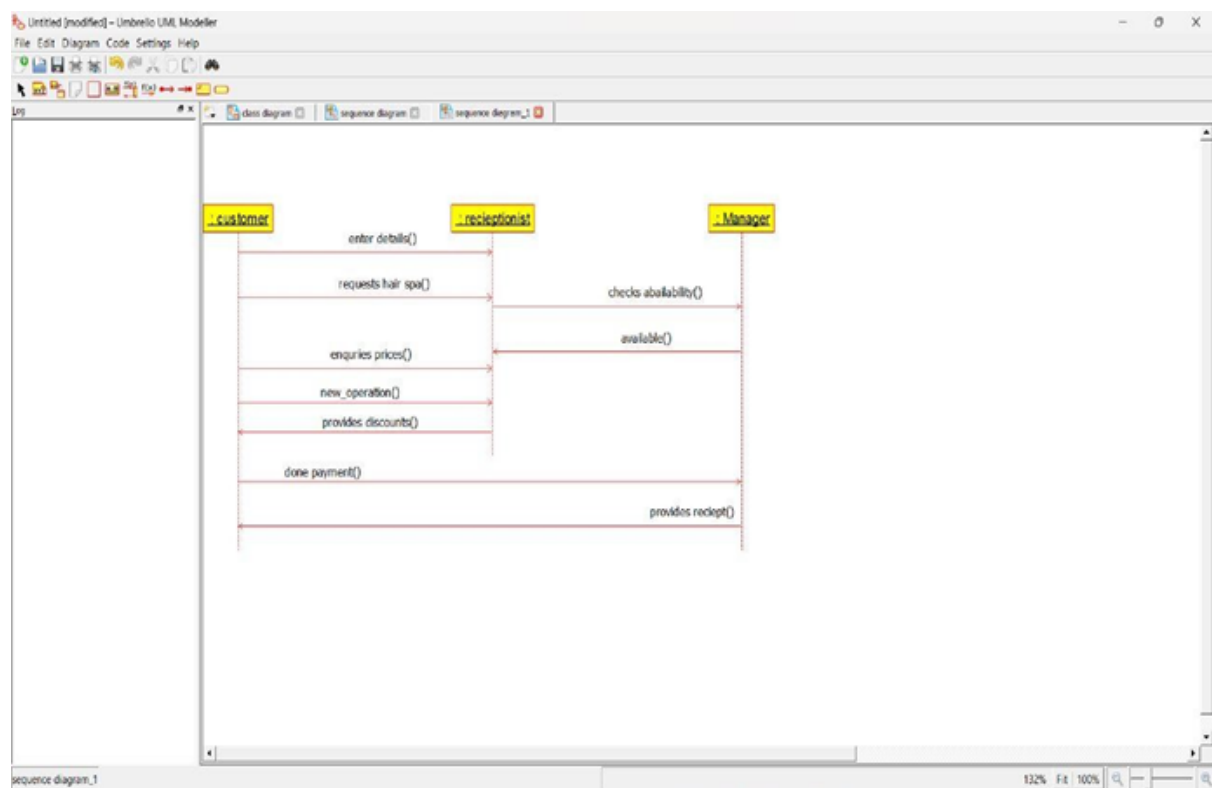 Untitled [modified] – Umbrello UML Modeller
File Edit Diagram Code Settings Help
Log
class diagram sequence diagram sequence diagram_1
: customer : recieptionist : Manager
enter details()
requests hair spa()
checks abailability()
available()
enquries prices()
new_operation()
provides discounts()
done payment()
provides reciept()
sequence diagram_1 132% Fit 100%